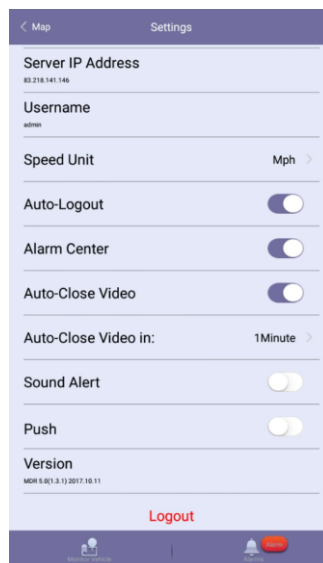 Map Settings
Server IP Address
83.218.141.146
Username
admin
Speed Unit Mph
Auto-Logout
Alarm Center
Auto-Close Video
Auto-Close Video in: 1Minute
Sound Alert
Push
Version
MDR 5.0(1.3.1) 2017.10.11
Logout
Alarm
Monitor Vehicle Alarms